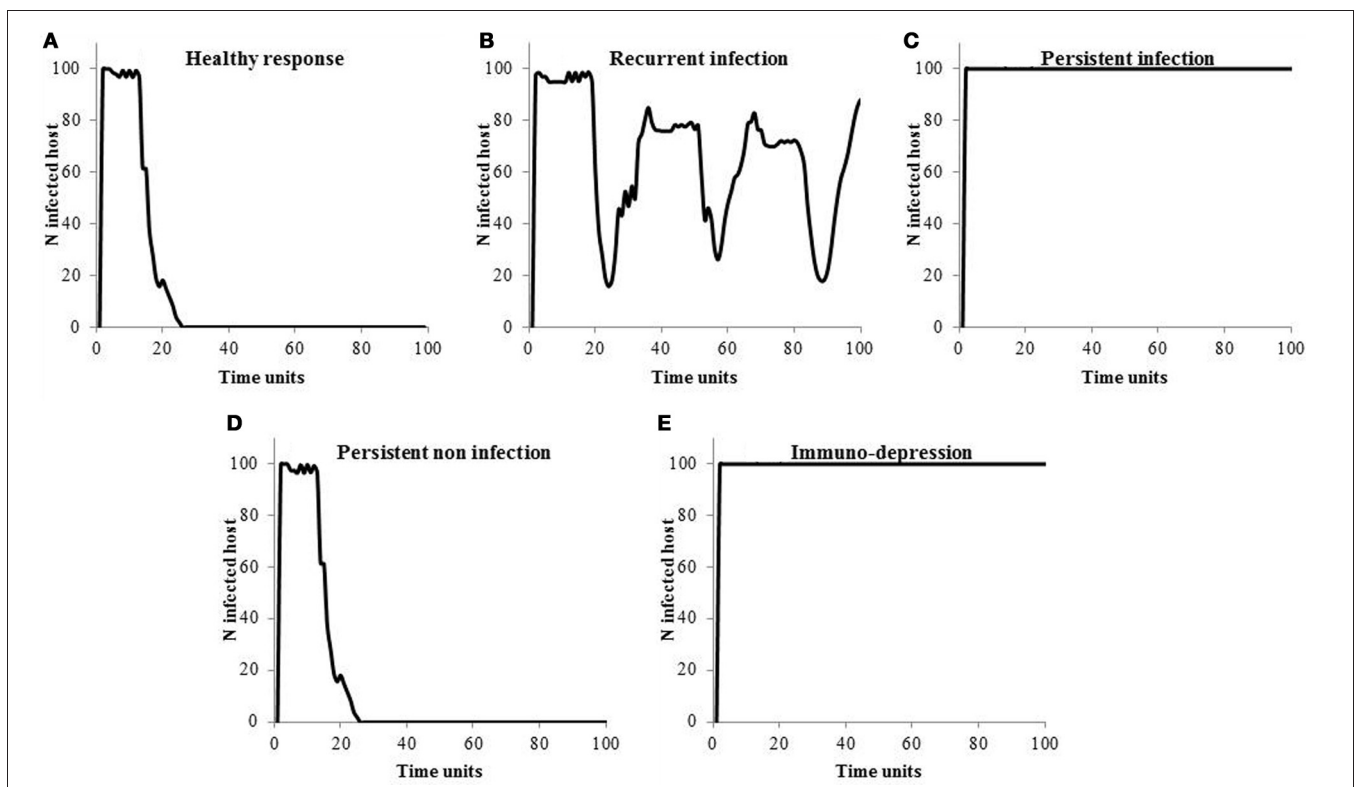 A
Healthy response
N infected host
100
80
60
40
20
0
0 20 40 60 80 100
Time units
B
Recurrent infection
N infected host
100
80
60
40
20
0
0 20 40 60 80 100
Time units
C
Persistent infection
N infected host
100
80
60
40
20
0
0 20 40 60 80 100
Time units
D
Persistent non infection
N infected host
100
80
60
40
20
0
0 20 40 60 80 100
Time units
E
Immuno-depression
N infected host
100
80
60
40
20
0
0 20 40 60 80 100
Time units